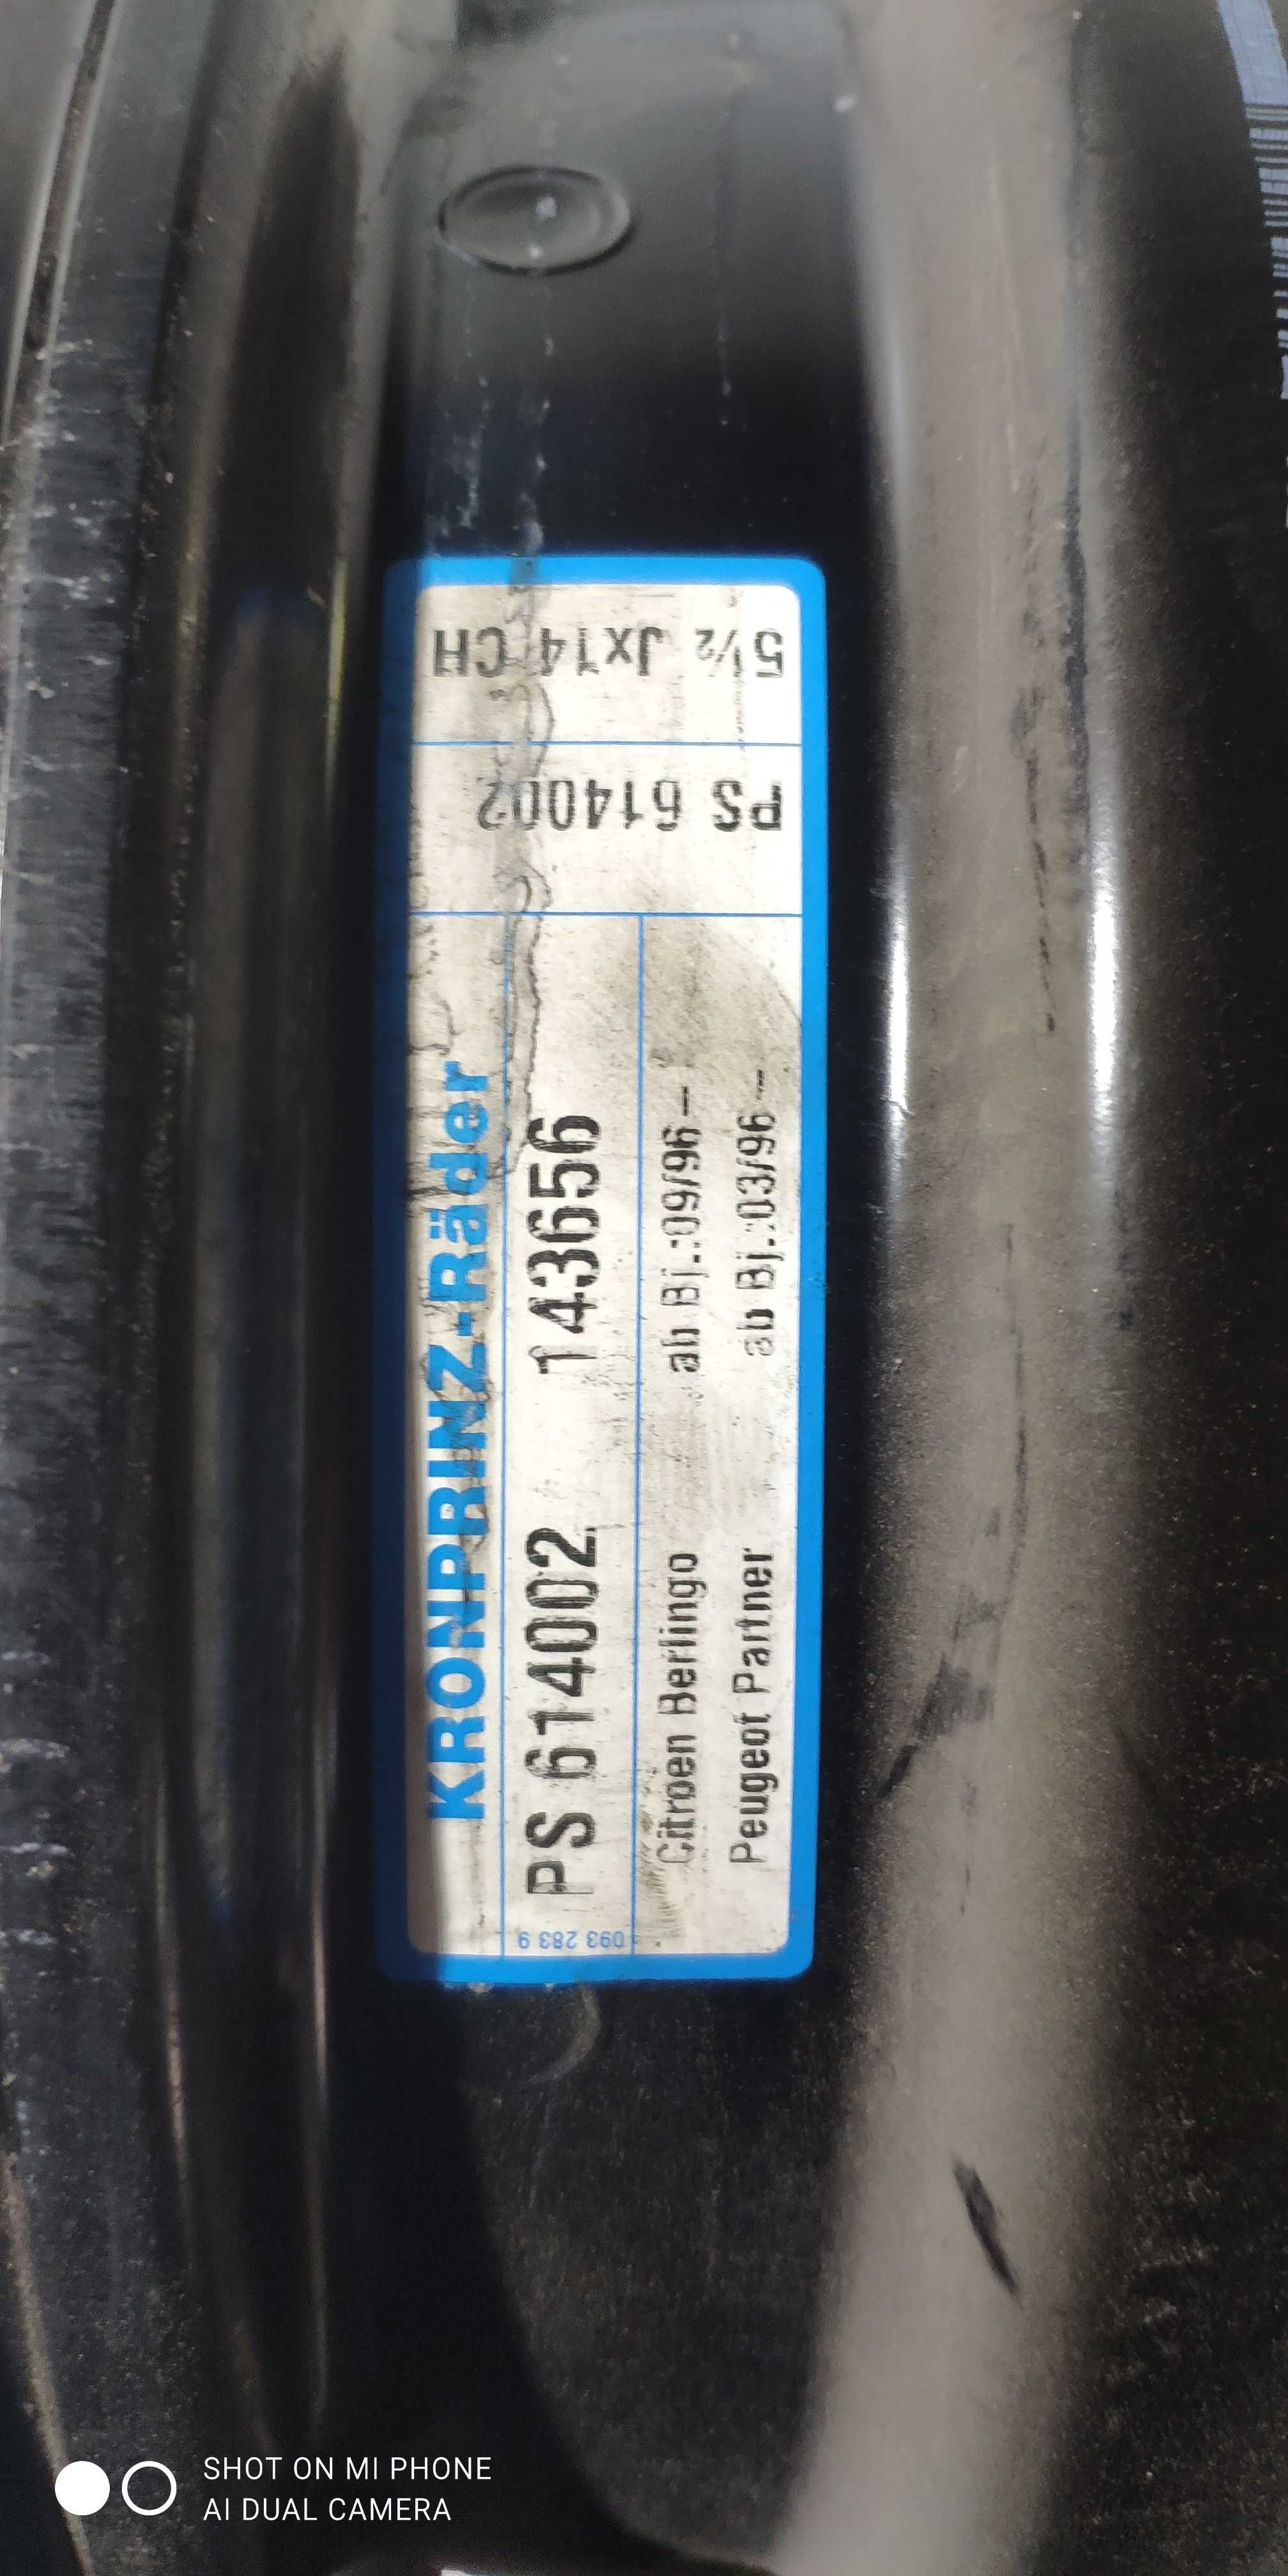 KRONPRINZ-Räder
PS 614002 143656
Citroen Berlingo ab Bj.:09/96 –
Peugeot Partner ab Bj.:03/96 –
093 283 9
PS 614002
5½ Jx14 CH
SHOT ON MI PHONE
AI DUAL CAMERA